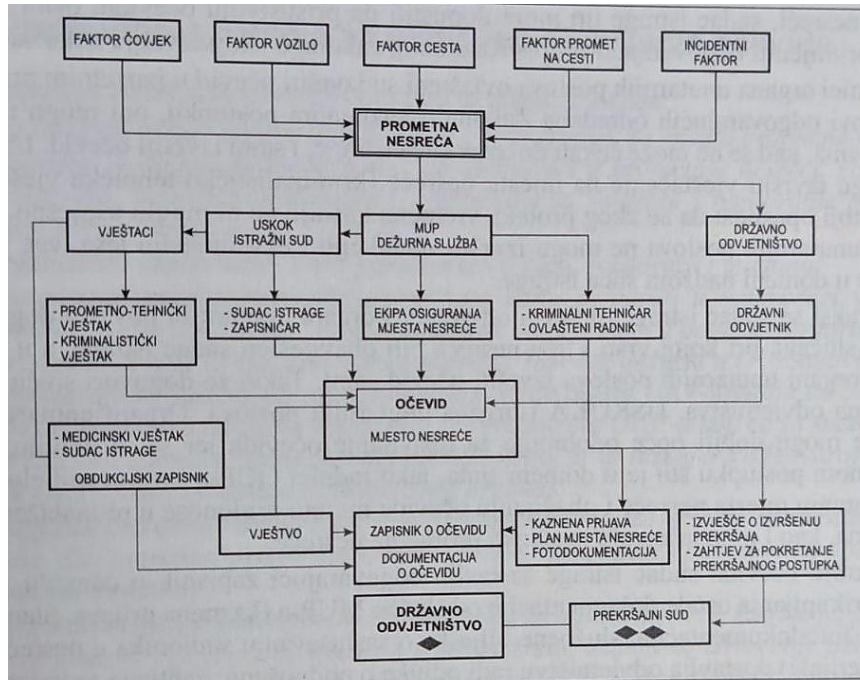 FAKTOR ČOVJEK
FAKTOR VOZILO
FAKTOR CESTA
FAKTOR PROMET
NA CESTI
INCIDENTNI
FAKTOR
PROMETNA
NESREĆA
VJEŠTACI
USKOK
ISTRAŽNI SUD
MUP
DEŽURNA SLUŽBA
DRŽAVNO
ODVJETNIŠTVO
- PROMETNO-TEHNIČKI
VJEŠTAK
- KRIMINALISTIČKI
VJEŠTAK
- SUDAC ISTRAGE
- ZAPISNIČAR
EKIPA OSIGURANJA
MJESTA NESREĆE
- KRIMINALNI TEHNIČAR
- OVLAŠTENI RADNIK
DRŽAVNI
ODVJETNIK
OČEVID
MJESTO NESREĆE
- MEDICINSKI VJEŠTAK
- SUDAC ISTRAGE
OBDUKCIJSKI ZAPISNIK
VJEŠTVO
ZAPISNIK O OČEVIDU
DOKUMENTACIJA
O OČEVIDU
- KAZNENA PRIJAVA
- PLAN MJESTA NESREĆE
- FOTODOKUMENTACIJA
- IZVJEŠĆE O IZVRŠENJU
PREKRŠAJA
- ZAHTJEV ZA POKRETANJE
PREKRŠAJNOG POSTUPKA
DRŽAVNO
ODVJETNIŠTVO
PREKRŠAJNI SUD